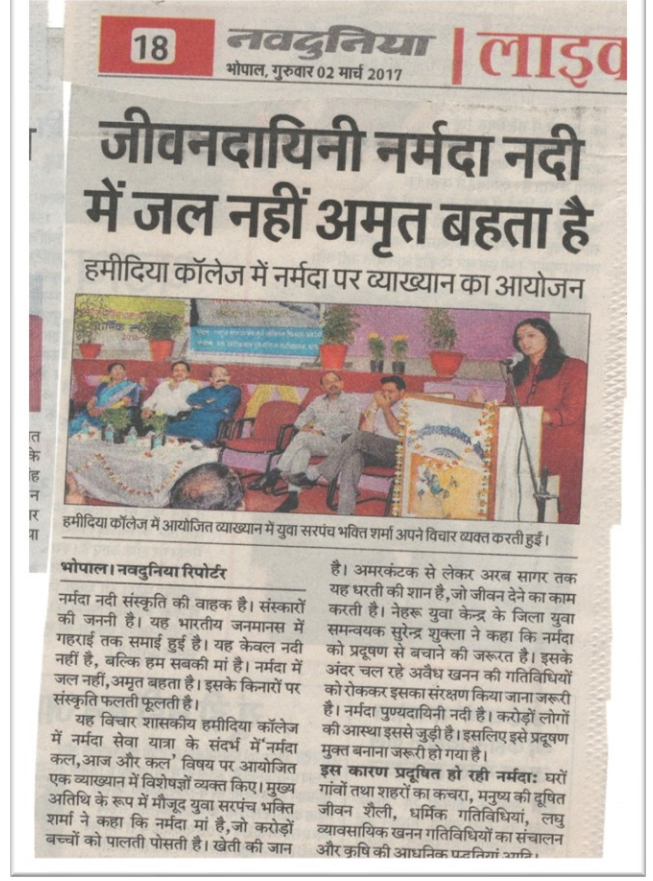 18
नवदुनिया
भोपाल, गुरुवार 02 मार्च 2017
लाइव
जीवनदायिनी नर्मदा नदी
में जल नहीं अमृत बहता है
हमीदिया कॉलेज में नर्मदा पर व्याख्यान का आयोजन
हमीदिया कॉलेज में आयोजित व्याख्यान में युवा सरपंच भक्ति शर्मा अपने विचार व्यक्त करती हुईं।
भोपाल। नवदुनिया रिपोर्टर
नर्मदा नदी संस्कृति की वाहक है। संस्कारों
की जननी है। यह भारतीय जनमानस में
गहराई तक समाई हुई है। यह केवल नदी
नहीं है, बल्कि हम सबकी मां है। नर्मदा में
जल नहीं,अमृत बहता है। इसके किनारों पर
संस्कृति फलती फूलती है।
यह विचार शासकीय हमीदिया कॉलेज
में नर्मदा सेवा यात्रा के संदर्भ में 'नर्मदा
कल,आज और कल' विषय पर आयोजित
एक व्याख्यान में विशेषज्ञों व्यक्त किए। मुख्य
अतिथि के रूप में मौजूद युवा सरपंच भक्ति
शर्मा ने कहा कि नर्मदा मां है,जो करोड़ों
बच्चों को पालती पोसती है। खेती की जान
है। अमरकंटक से लेकर अरब सागर तक
यह धरती की शान है,जो जीवन देने का काम
करती है। नेहरू युवा केन्द्र के जिला युवा
समन्वयक सुरेन्द्र शुक्ला ने कहा कि नर्मदा
को प्रदूषण से बचाने की जरूरत है। इसके
अंदर चल रहे अवैध खनन की गतिविधियों
को रोककर इसका संरक्षण किया जाना जरूरी
है। नर्मदा पुण्यदायिनी नदी है। करोड़ों लोगों
की आस्था इससे जुड़ी है। इसलिए इसे प्रदूषण
मुक्त बनाना जरूरी हो गया है।
इस कारण प्रदूषित हो रही नर्मदा: घरों
गांवों तथा शहरों का कचरा, मनुष्य की दूषित
जीवन शैली, धर्मिक गतिविधियां, लघु
व्यावसायिक खनन गतिविधियों का संचालन
और कृषि की आधुनिक पद्धतियां आदि।